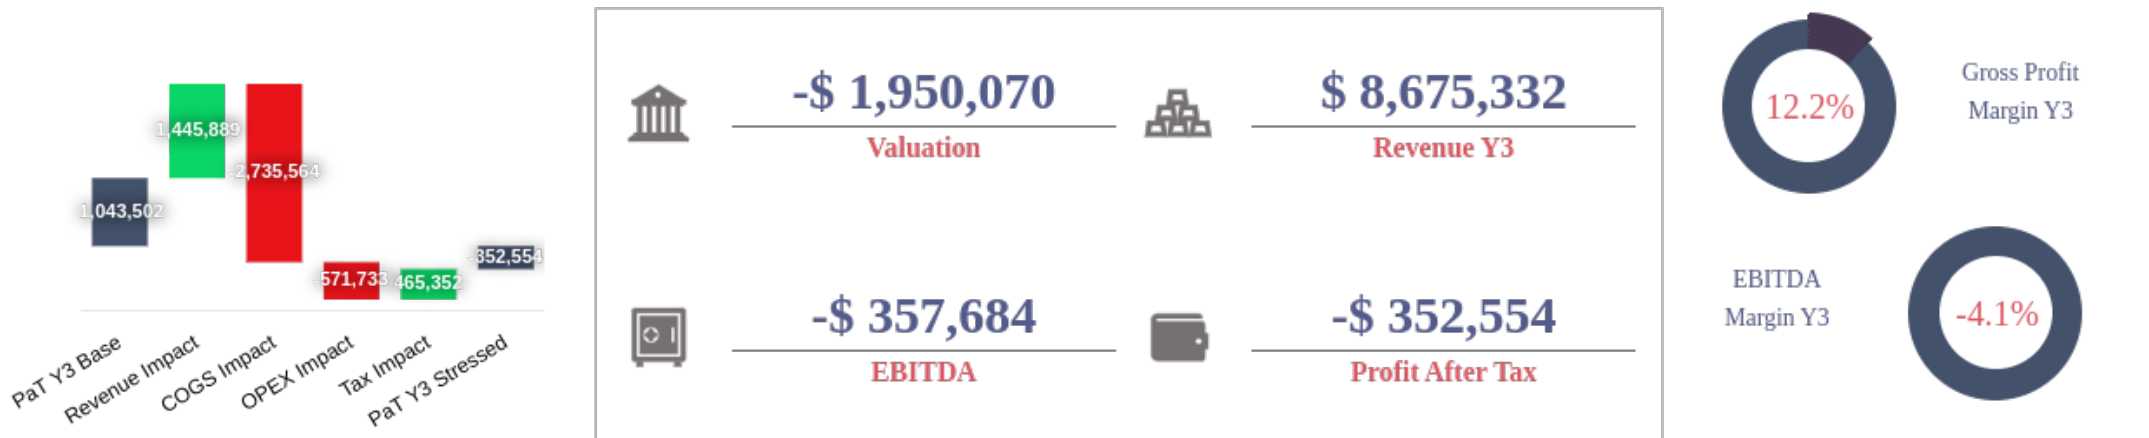 1,043,502
1,445,889
-2,735,564
-571,733
465,352
-352,554
PaT Y3 Base
Revenue Impact
COGS Impact
OPEX Impact
Tax Impact
PaT Y3 Stressed
-$ 1,950,070
Valuation
$ 8,675,332
Revenue Y3
-$ 357,684
EBITDA
-$ 352,554
Profit After Tax
12.2%
Gross Profit
Margin Y3
EBITDA
Margin Y3
-4.1%